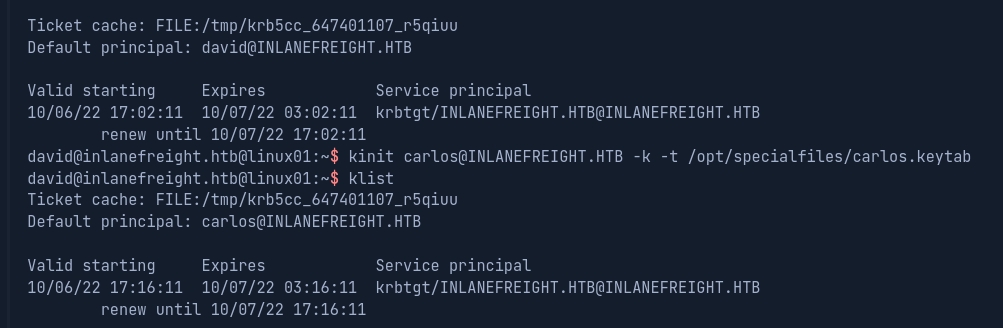 Ticket cache: FILE:/tmp/krb5cc_647401107_r5qiuu
Default principal: david@INLANEFREIGHT.HTB

Valid starting     Expires            Service principal
10/06/22 17:02:11  10/07/22 03:02:11  krbtgt/INLANEFREIGHT.HTB@INLANEFREIGHT.HTB
        renew until 10/07/22 17:02:11
david@inlanefreight.htb@linux01:~$ kinit carlos@INLANEFREIGHT.HTB -k -t /opt/specialfiles/carlos.keytab
david@inlanefreight.htb@linux01:~$ klist
Ticket cache: FILE:/tmp/krb5cc_647401107_r5qiuu
Default principal: carlos@INLANEFREIGHT.HTB

Valid starting     Expires            Service principal
10/06/22 17:16:11  10/07/22 03:16:11  krbtgt/INLANEFREIGHT.HTB@INLANEFREIGHT.HTB
        renew until 10/07/22 17:16:11